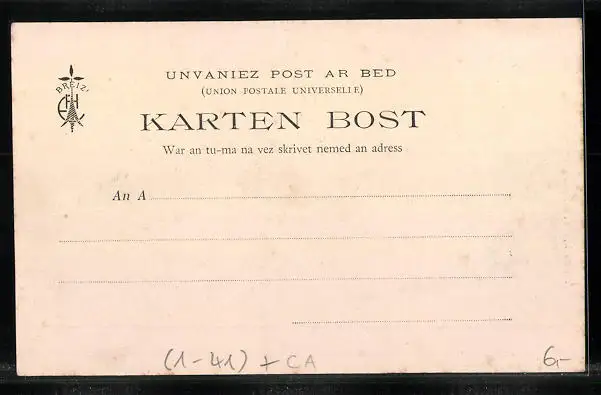 BREIZ'
UNVANIEZ POST AR BED
(UNION POSTALE UNIVERSELLE)
KARTEN BOST
War an tu-ma na vez skrivet nemed an adress
An A
(1-41) + CA
6,-